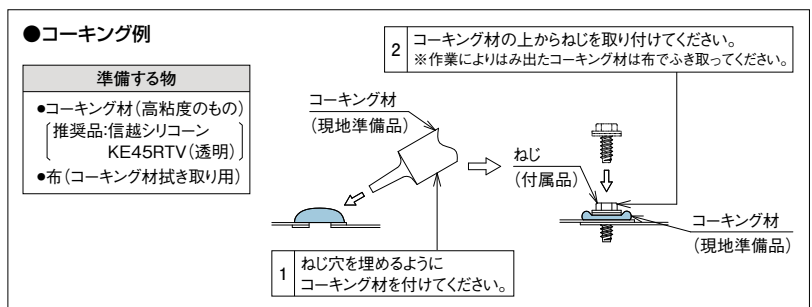 ●コーキング例
準備する物
●コーキング材（高粘度のもの）
〔推奨品:信越シリコーン
KE45RTV（透明）〕
●布（コーキング材拭き取り用）
コーキング材
（現地準備品）
1 ねじ穴を埋めるように
コーキング材を付けてください。
2 コーキング材の上からねじを取り付けてください。
※作業によりはみ出たコーキング材は布でふき取ってください。
ねじ
（付属品）
コーキング材
（現地準備品）